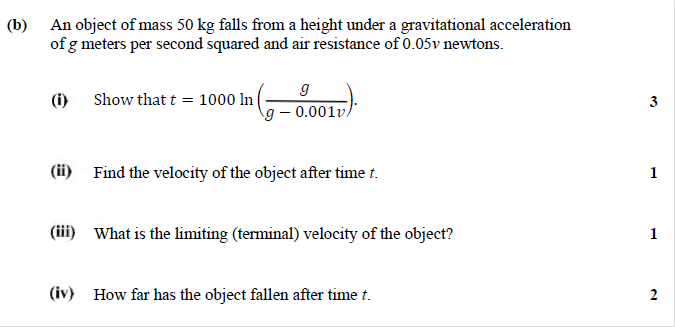 (b) An object of mass 50 kg falls from a height under a gravitational acceleration
of g meters per second squared and air resistance of 0.05v newtons.
(i) Show that t = 1000 ln(g / (g − 0.001v)). 3
(ii) Find the velocity of the object after time t. 1
(iii) What is the limiting (terminal) velocity of the object? 1
(iv) How far has the object fallen after time t. 2